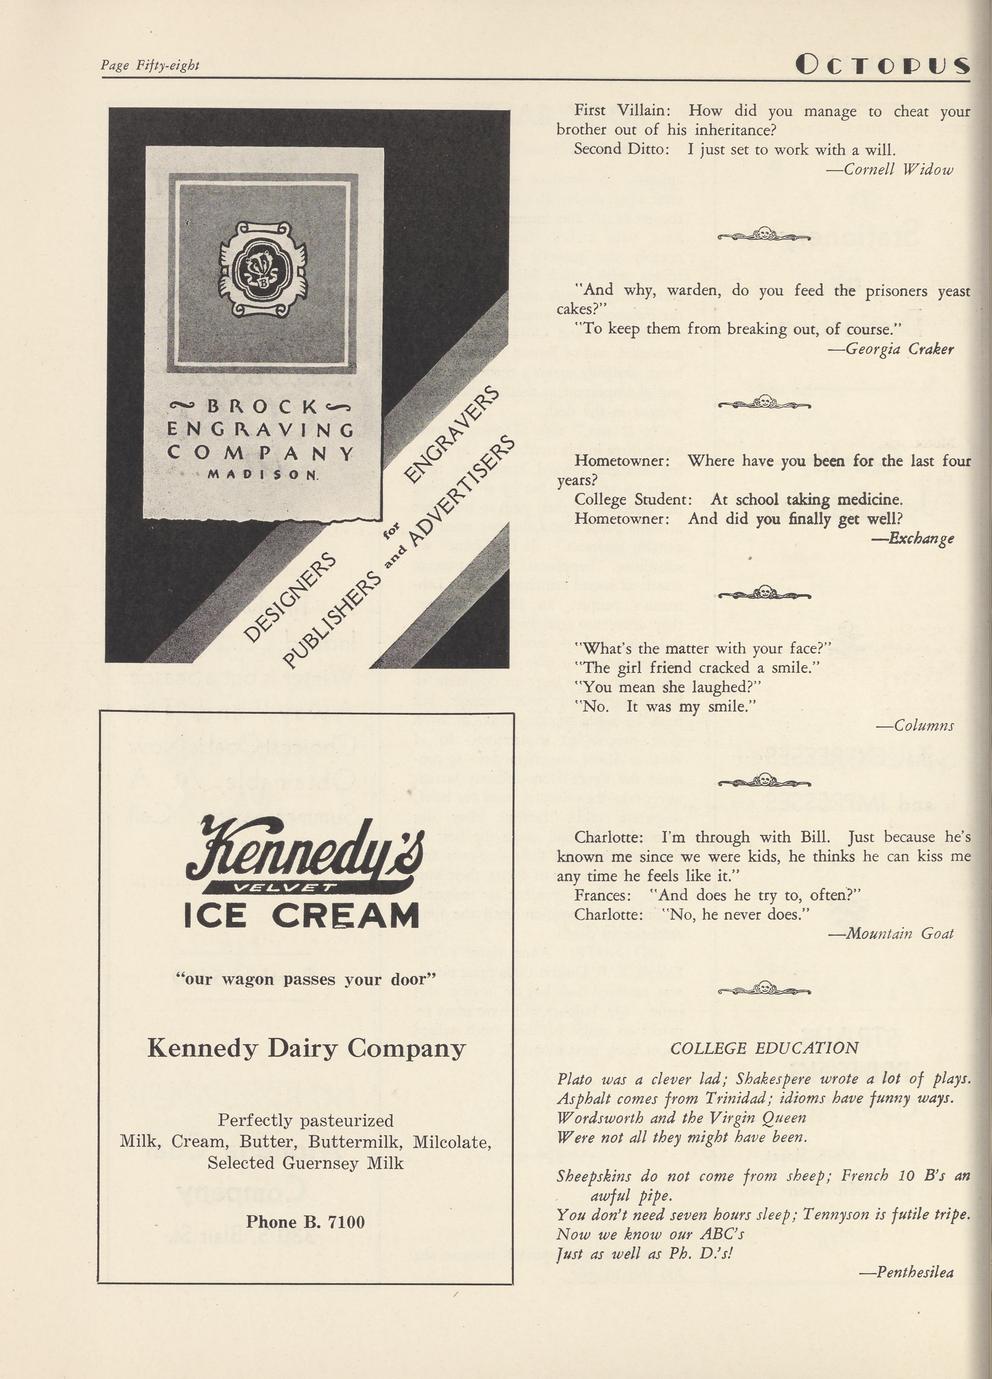 Page Fifty-eight
OCTOPUS
B
BROCK
ENGRAVING
COMPANY
MADISON.
DESIGNERS for ENGRAVERS
PUBLISHERS and ADVERTISERS
Kennedy's
VELVET
ICE CREAM
"our wagon passes your door"
Kennedy Dairy Company
Perfectly pasteurized
Milk, Cream, Butter, Buttermilk, Milcolate,
Selected Guernsey Milk
Phone B. 7100
First Villain: How did you manage to cheat your
brother out of his inheritance?
Second Ditto: I just set to work with a will.
—Cornell Widow
"And why, warden, do you feed the prisoners yeast
cakes?"
"To keep them from breaking out, of course."
—Georgia Craker
Hometowner: Where have you been for the last four
years?
College Student: At school taking medicine.
Hometowner: And did you finally get well?
—Exchange
"What's the matter with your face?"
"The girl friend cracked a smile."
"You mean she laughed?"
"No. It was my smile."
—Columns
Charlotte: I'm through with Bill. Just because he's
known me since we were kids, he thinks he can kiss me
any time he feels like it."
Frances: "And does he try to, often?"
Charlotte: "No, he never does."
—Mountain Goat
COLLEGE EDUCATION
Plato was a clever lad; Shakespere wrote a lot of plays.
Asphalt comes from Trinidad; idioms have funny ways.
Wordsworth and the Virgin Queen
Were not all they might have been.
Sheepskins do not come from sheep; French 10 B's an
awful pipe.
You don't need seven hours sleep; Tennyson is futile tripe.
Now we know our ABC's
Just as well as Ph. D.'s!
—Penthesilea